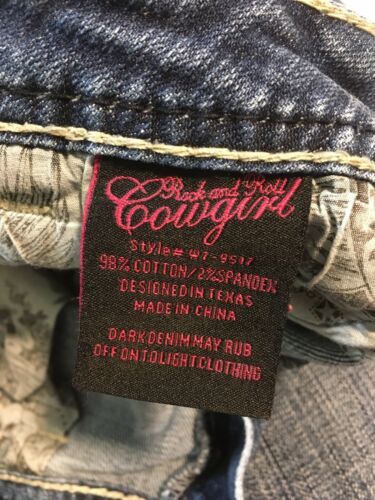 Rock and Roll
Cowgirl
Style# W7-9517
98% COTTON/2% SPANDEX
DESIGNED IN TEXAS
MADE IN CHINA
DARK DENIM MAY RUB
OFF ONTO LIGHT CLOTHING